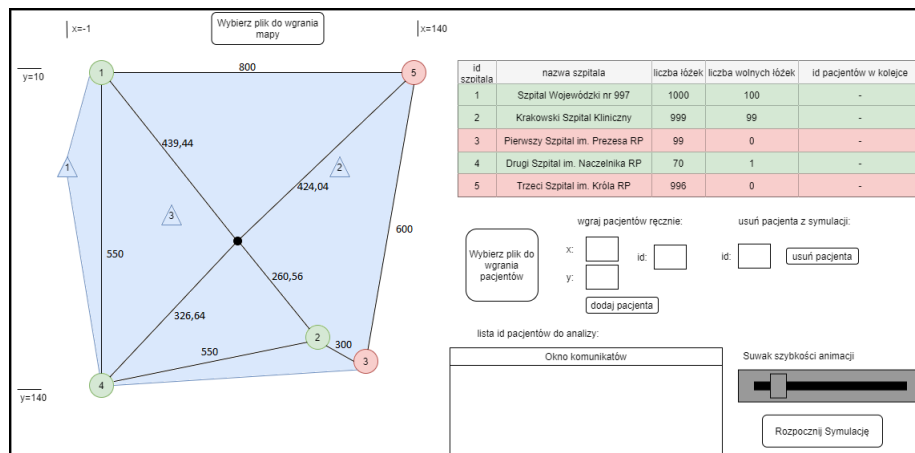 x=-1
Wybierz plik do wgrania
mapy
x=140
y=10
1
800
5
439,44
1
2
424,04
3
600
550
260,56
326,64
2
550
300
3
4
y=140
id szpitala nazwa szpitala liczba łóżek liczba wolnych łóżek id pacjentów w kolejce
1 Szpital Wojewódzki nr 997 1000 100 -
2 Krakowski Szpital Kliniczny 999 99 -
3 Pierwszy Szpital im. Prezesa RP 99 0 -
4 Drugi Szpital im. Naczelnika RP 70 1 -
5 Trzeci Szpital im. Króla RP 996 0 -
wgraj pacjentów ręcznie:
usuń pacjenta z symulacji:
Wybierz plik do
wgrania
pacjentów
x:
y:
id:
dodaj pacjenta
id:
usuń pacjenta
lista id pacjentów do analizy:
Okno komunikatów
Suwak szybkości animacji
Rozpocznij Symulację